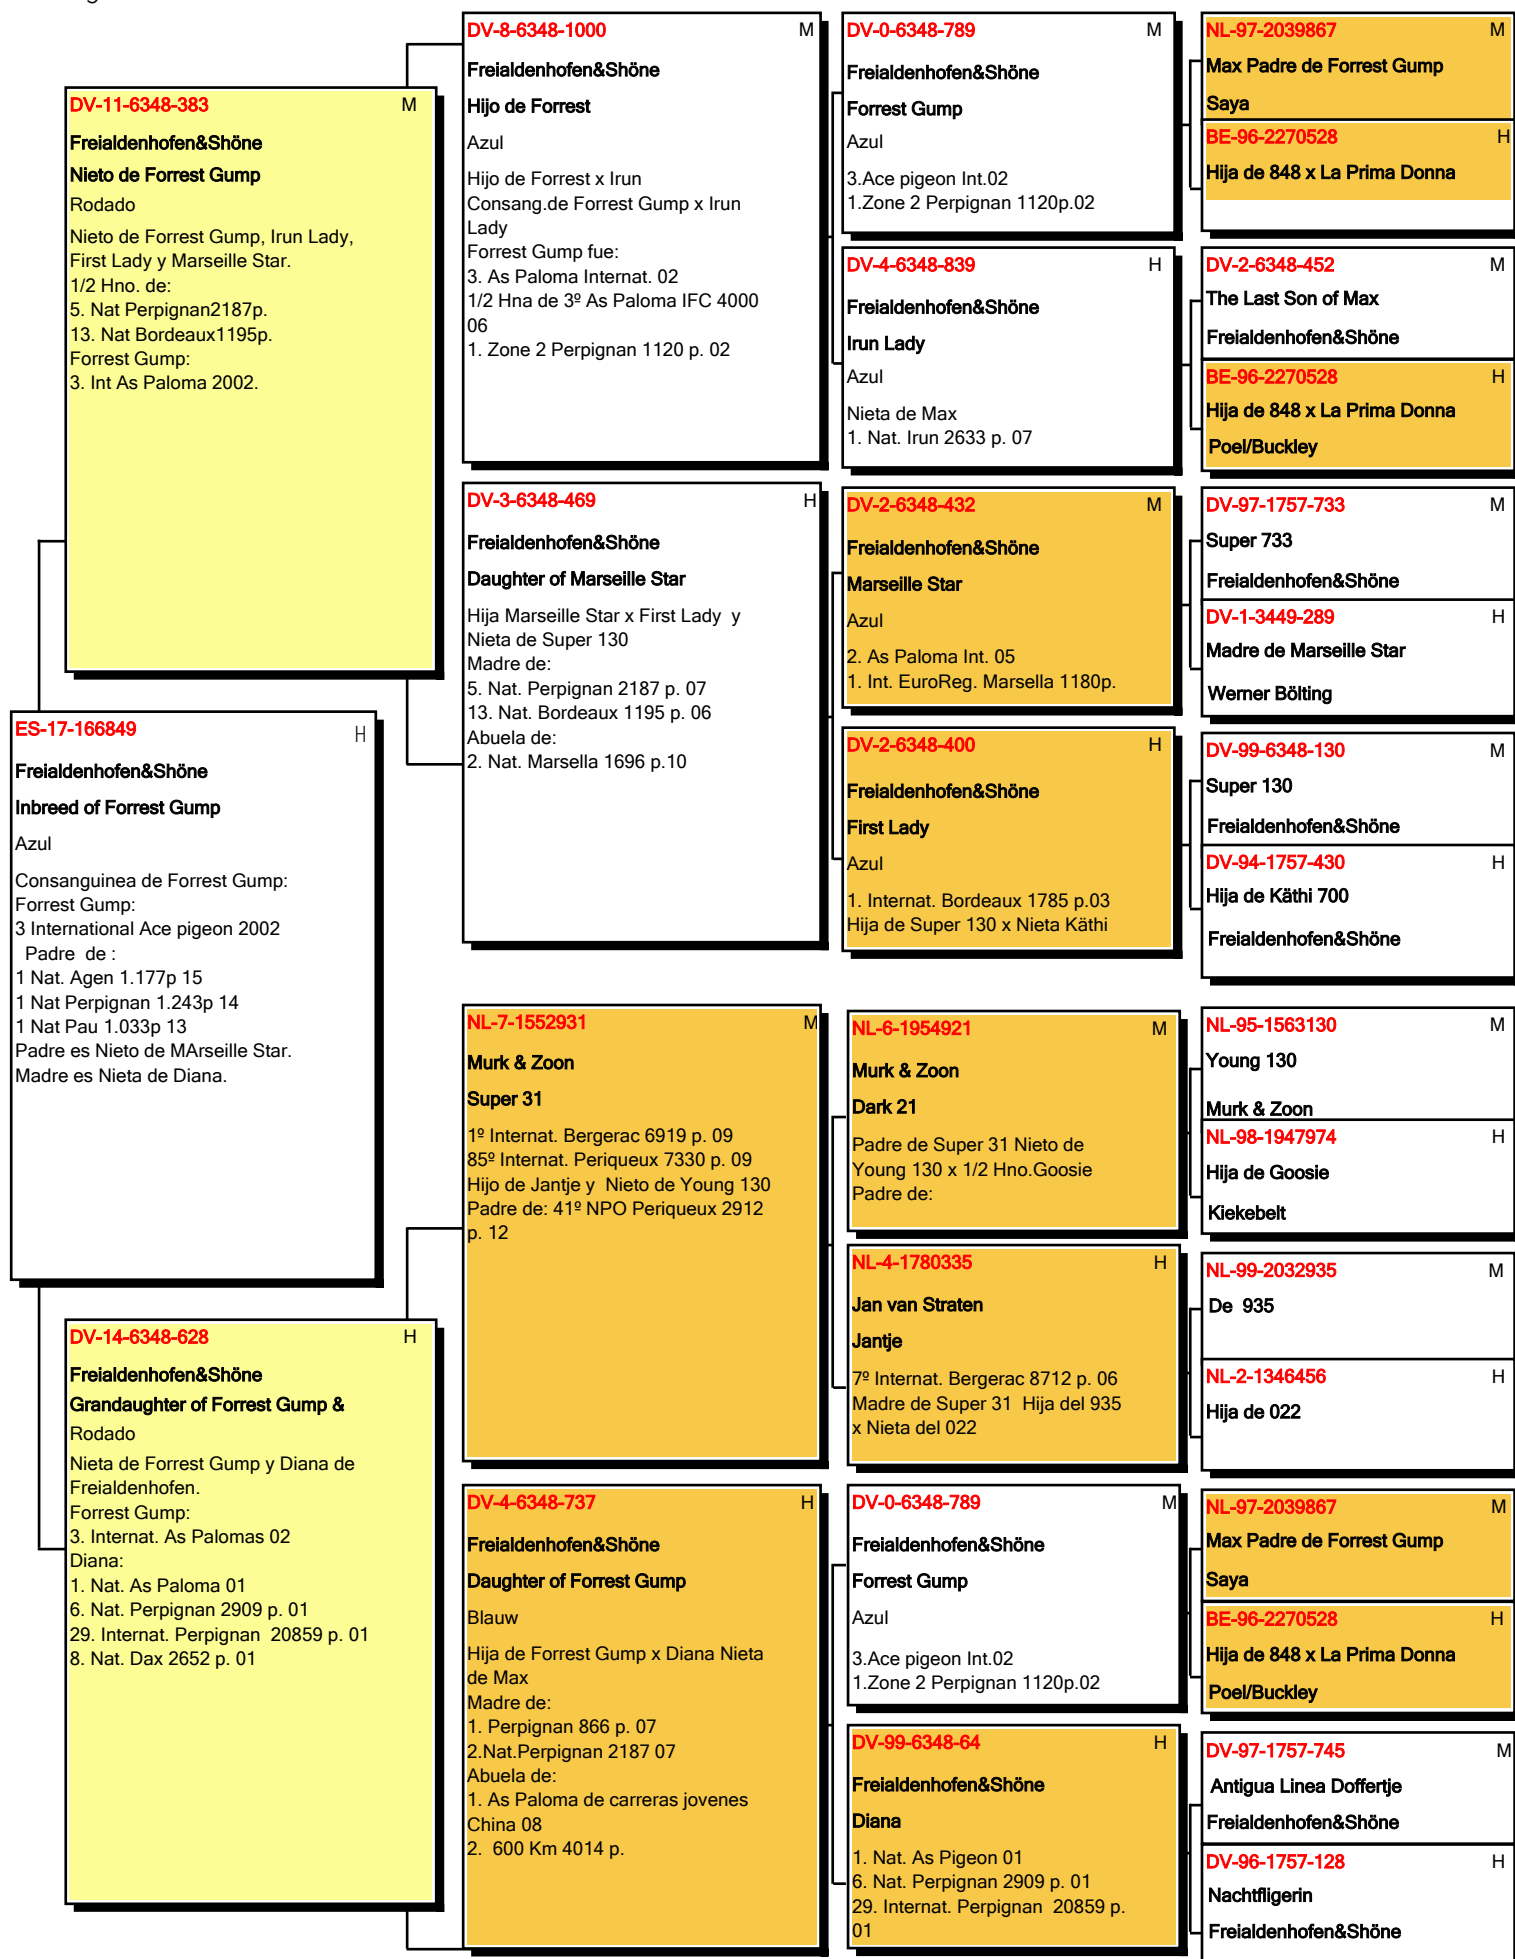 DV-8-6348-1000 M
Freialdenhofen&Shöne
Hijo de Forrest
Azul
Hijo de Forrest x Irun
Consang.de Forrest Gump x Irun
Lady
Forrest Gump fue:
3. As Paloma Internat. 02
1/2 Hna de 3º As Paloma IFC 4000
06
1. Zone 2 Perpignan 1120 p. 02
DV-0-6348-789 M
Freialdenhofen&Shöne
Forrest Gump
Azul
3.Ace pigeon Int.02
1.Zone 2 Perpignan 1120p.02
NL-97-2039867 M
Max Padre de Forrest Gump
Saya
BE-96-2270528 H
Hija de 848 x La Prima Donna
DV-11-6348-383 M
Freialdenhofen&Shöne
Nieto de Forrest Gump
Rodado
Nieto de Forrest Gump, Irun Lady,
First Lady y Marseille Star.
1/2 Hno. de:
5. Nat Perpignan2187p.
13. Nat Bordeaux1195p.
Forrest Gump:
3. Int As Paloma 2002.
DV-4-6348-839 H
Freialdenhofen&Shöne
Irun Lady
Azul
Nieta de Max
1. Nat. Irun 2633 p. 07
DV-2-6348-452 M
The Last Son of Max
Freialdenhofen&Shöne
BE-96-2270528 H
Hija de 848 x La Prima Donna
Poel/Buckley
DV-3-6348-469 H
Freialdenhofen&Shöne
Daughter of Marseille Star
Hija Marseille Star x First Lady y
Nieta de Super 130
Madre de:
5. Nat. Perpignan 2187 p. 07
13. Nat. Bordeaux 1195 p. 06
Abuela de:
2. Nat. Marsella 1696 p.10
DV-2-6348-432 M
Freialdenhofen&Shöne
Marseille Star
Azul
2. As Paloma Int. 05
1. Int. EuroReg. Marsella 1180p.
DV-97-1757-733 M
Super 733
Freialdenhofen&Shöne
DV-1-3449-289 H
Madre de Marseille Star
Werner Bölting
DV-2-6348-400 H
Freialdenhofen&Shöne
First Lady
Azul
1. Internat. Bordeaux 1785 p.03
Hija de Super 130 x Nieta Käthi
DV-99-6348-130 M
Super 130
Freialdenhofen&Shöne
DV-94-1757-430 H
Hija de Käthi 700
Freialdenhofen&Shöne
ES-17-166849 H
Freialdenhofen&Shöne
Inbreed of Forrest Gump
Azul
Consanguinea de Forrest Gump:
Forrest Gump:
3 International Ace pigeon 2002
Padre de :
1 Nat. Agen 1.177p 15
1 Nat Perpignan 1.243p 14
1 Nat Pau 1.033p 13
Padre es Nieto de MArseille Star.
Madre es Nieta de Diana.
NL-7-1552931 M
Murk & Zoon
Super 31
1º Internat. Bergerac 6919 p. 09
85º Internat. Periqueux 7330 p. 09
Hijo de Jantje y Nieto de Young 130
Padre de: 41º NPO Periqueux 2912
p. 12
NL-6-1954921 M
Murk & Zoon
Dark 21
Padre de Super 31 Nieto de
Young 130 x 1/2 Hno.Goosie
Padre de:
NL-95-1563130 M
Young 130
Murk & Zoon
NL-98-1947974 H
Hija de Goosie
Kiekebelt
NL-4-1780335 H
Jan van Straten
Jantje
7º Internat. Bergerac 8712 p. 06
Madre de Super 31 Hija del 935
x Nieta del 022
NL-99-2032935 M
De 935
NL-2-1346456 H
Hija de 022
DV-14-6348-628 H
Freialdenhofen&Shöne
Grandaughter of Forrest Gump &
Rodado
Nieta de Forrest Gump y Diana de
Freialdenhofen.
Forrest Gump:
3. Internat. As Palomas 02
Diana:
1. Nat. As Paloma 01
6. Nat. Perpignan 2909 p. 01
29. Internat. Perpignan 20859 p. 01
8. Nat. Dax 2652 p. 01
DV-4-6348-737 H
Freialdenhofen&Shöne
Daughter of Forrest Gump
Blauw
Hija de Forrest Gump x Diana Nieta
de Max
Madre de:
1. Perpignan 866 p. 07
2.Nat.Perpignan 2187 07
Abuela de:
1. As Paloma de carreras jovenes
China 08
2. 600 Km 4014 p.
DV-0-6348-789 M
Freialdenhofen&Shöne
Forrest Gump
Azul
3.Ace pigeon Int.02
1.Zone 2 Perpignan 1120p.02
NL-97-2039867 M
Max Padre de Forrest Gump
Saya
BE-96-2270528 H
Hija de 848 x La Prima Donna
Poel/Buckley
DV-99-6348-64 H
Freialdenhofen&Shöne
Diana
1. Nat. As Pigeon 01
6. Nat. Perpignan 2909 p. 01
29. Internat. Perpignan 20859 p.
01
DV-97-1757-745 M
Antigua Linea Doffertje
Freialdenhofen&Shöne
DV-96-1757-128 H
Nachtfligerin
Freialdenhofen&Shöne